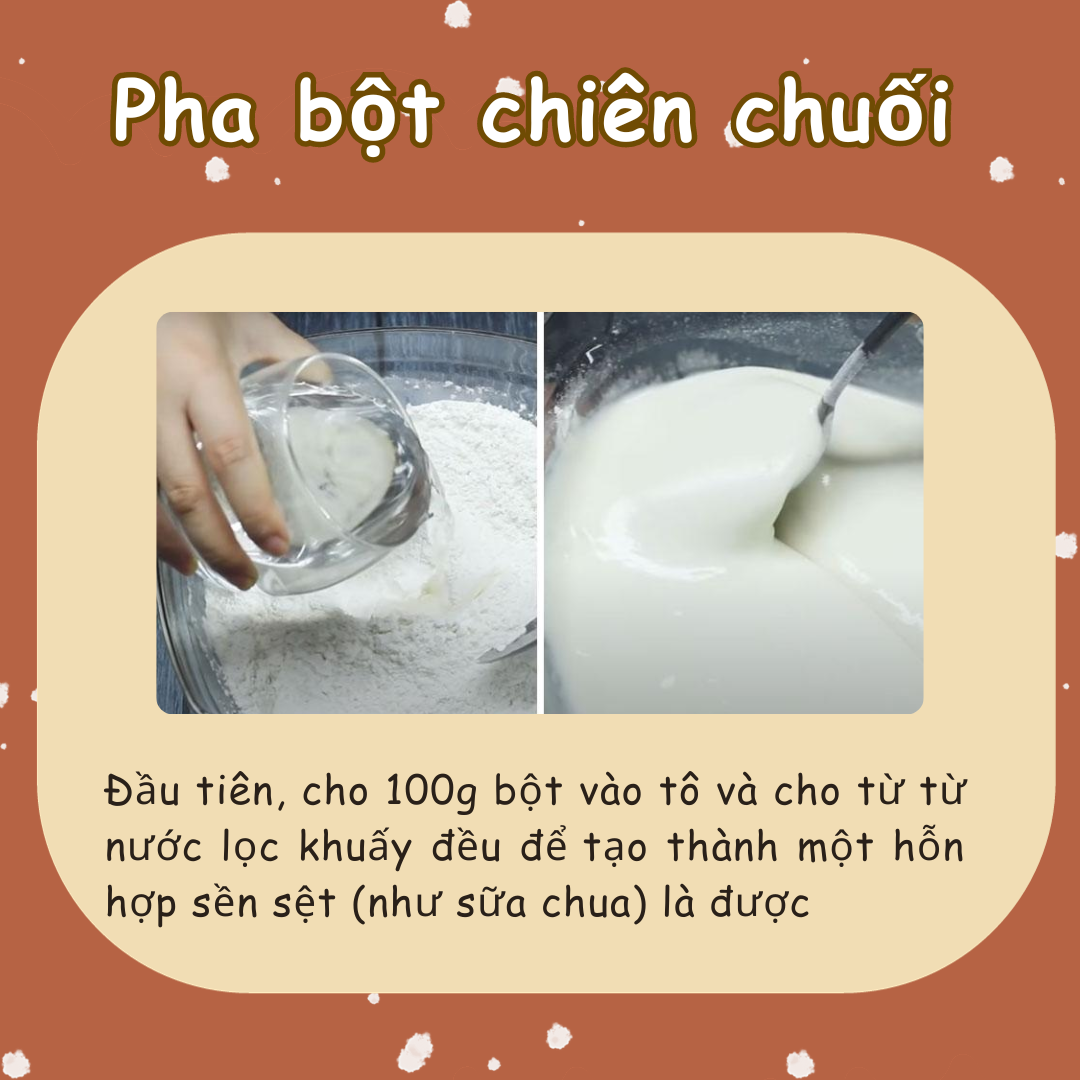 Pha bột chiên chuối
Đầu tiên, cho 100g bột vào tô và cho từ từ
nước lọc khuấy đều để tạo thành một hỗn
hợp sền sệt (như sữa chua) là được